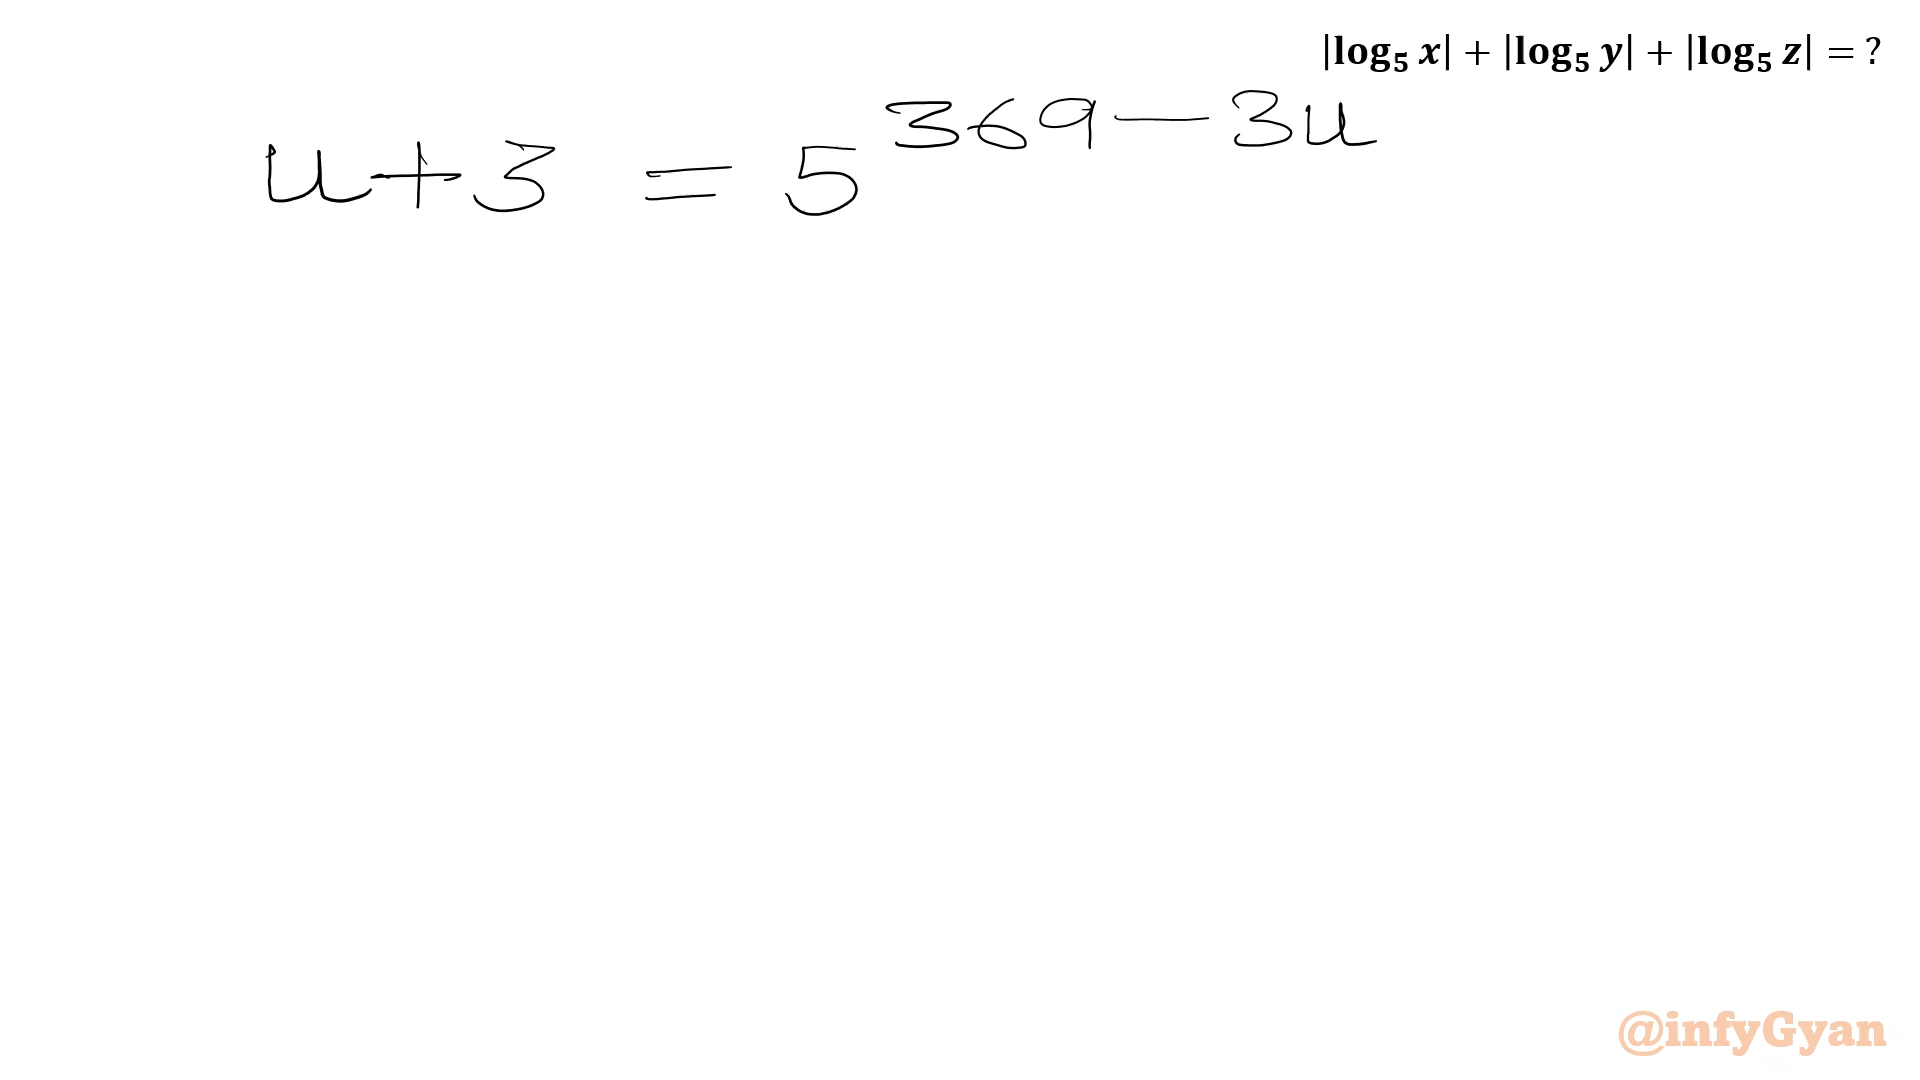 |log₅ x| + |log₅ y| + |log₅ z| = ?
u+3 = 5^(369-3u)
@infyGyan